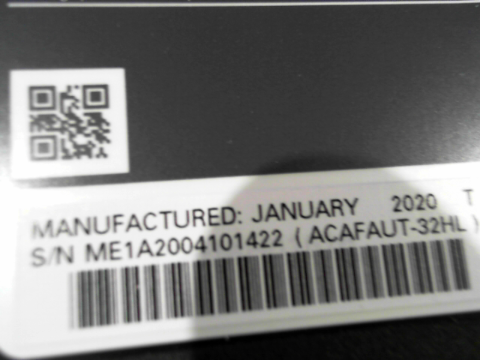 MANUFACTURED: JANUARY 2020 T
S/N ME1A2004101422 ( ACAFAUT-32HL )